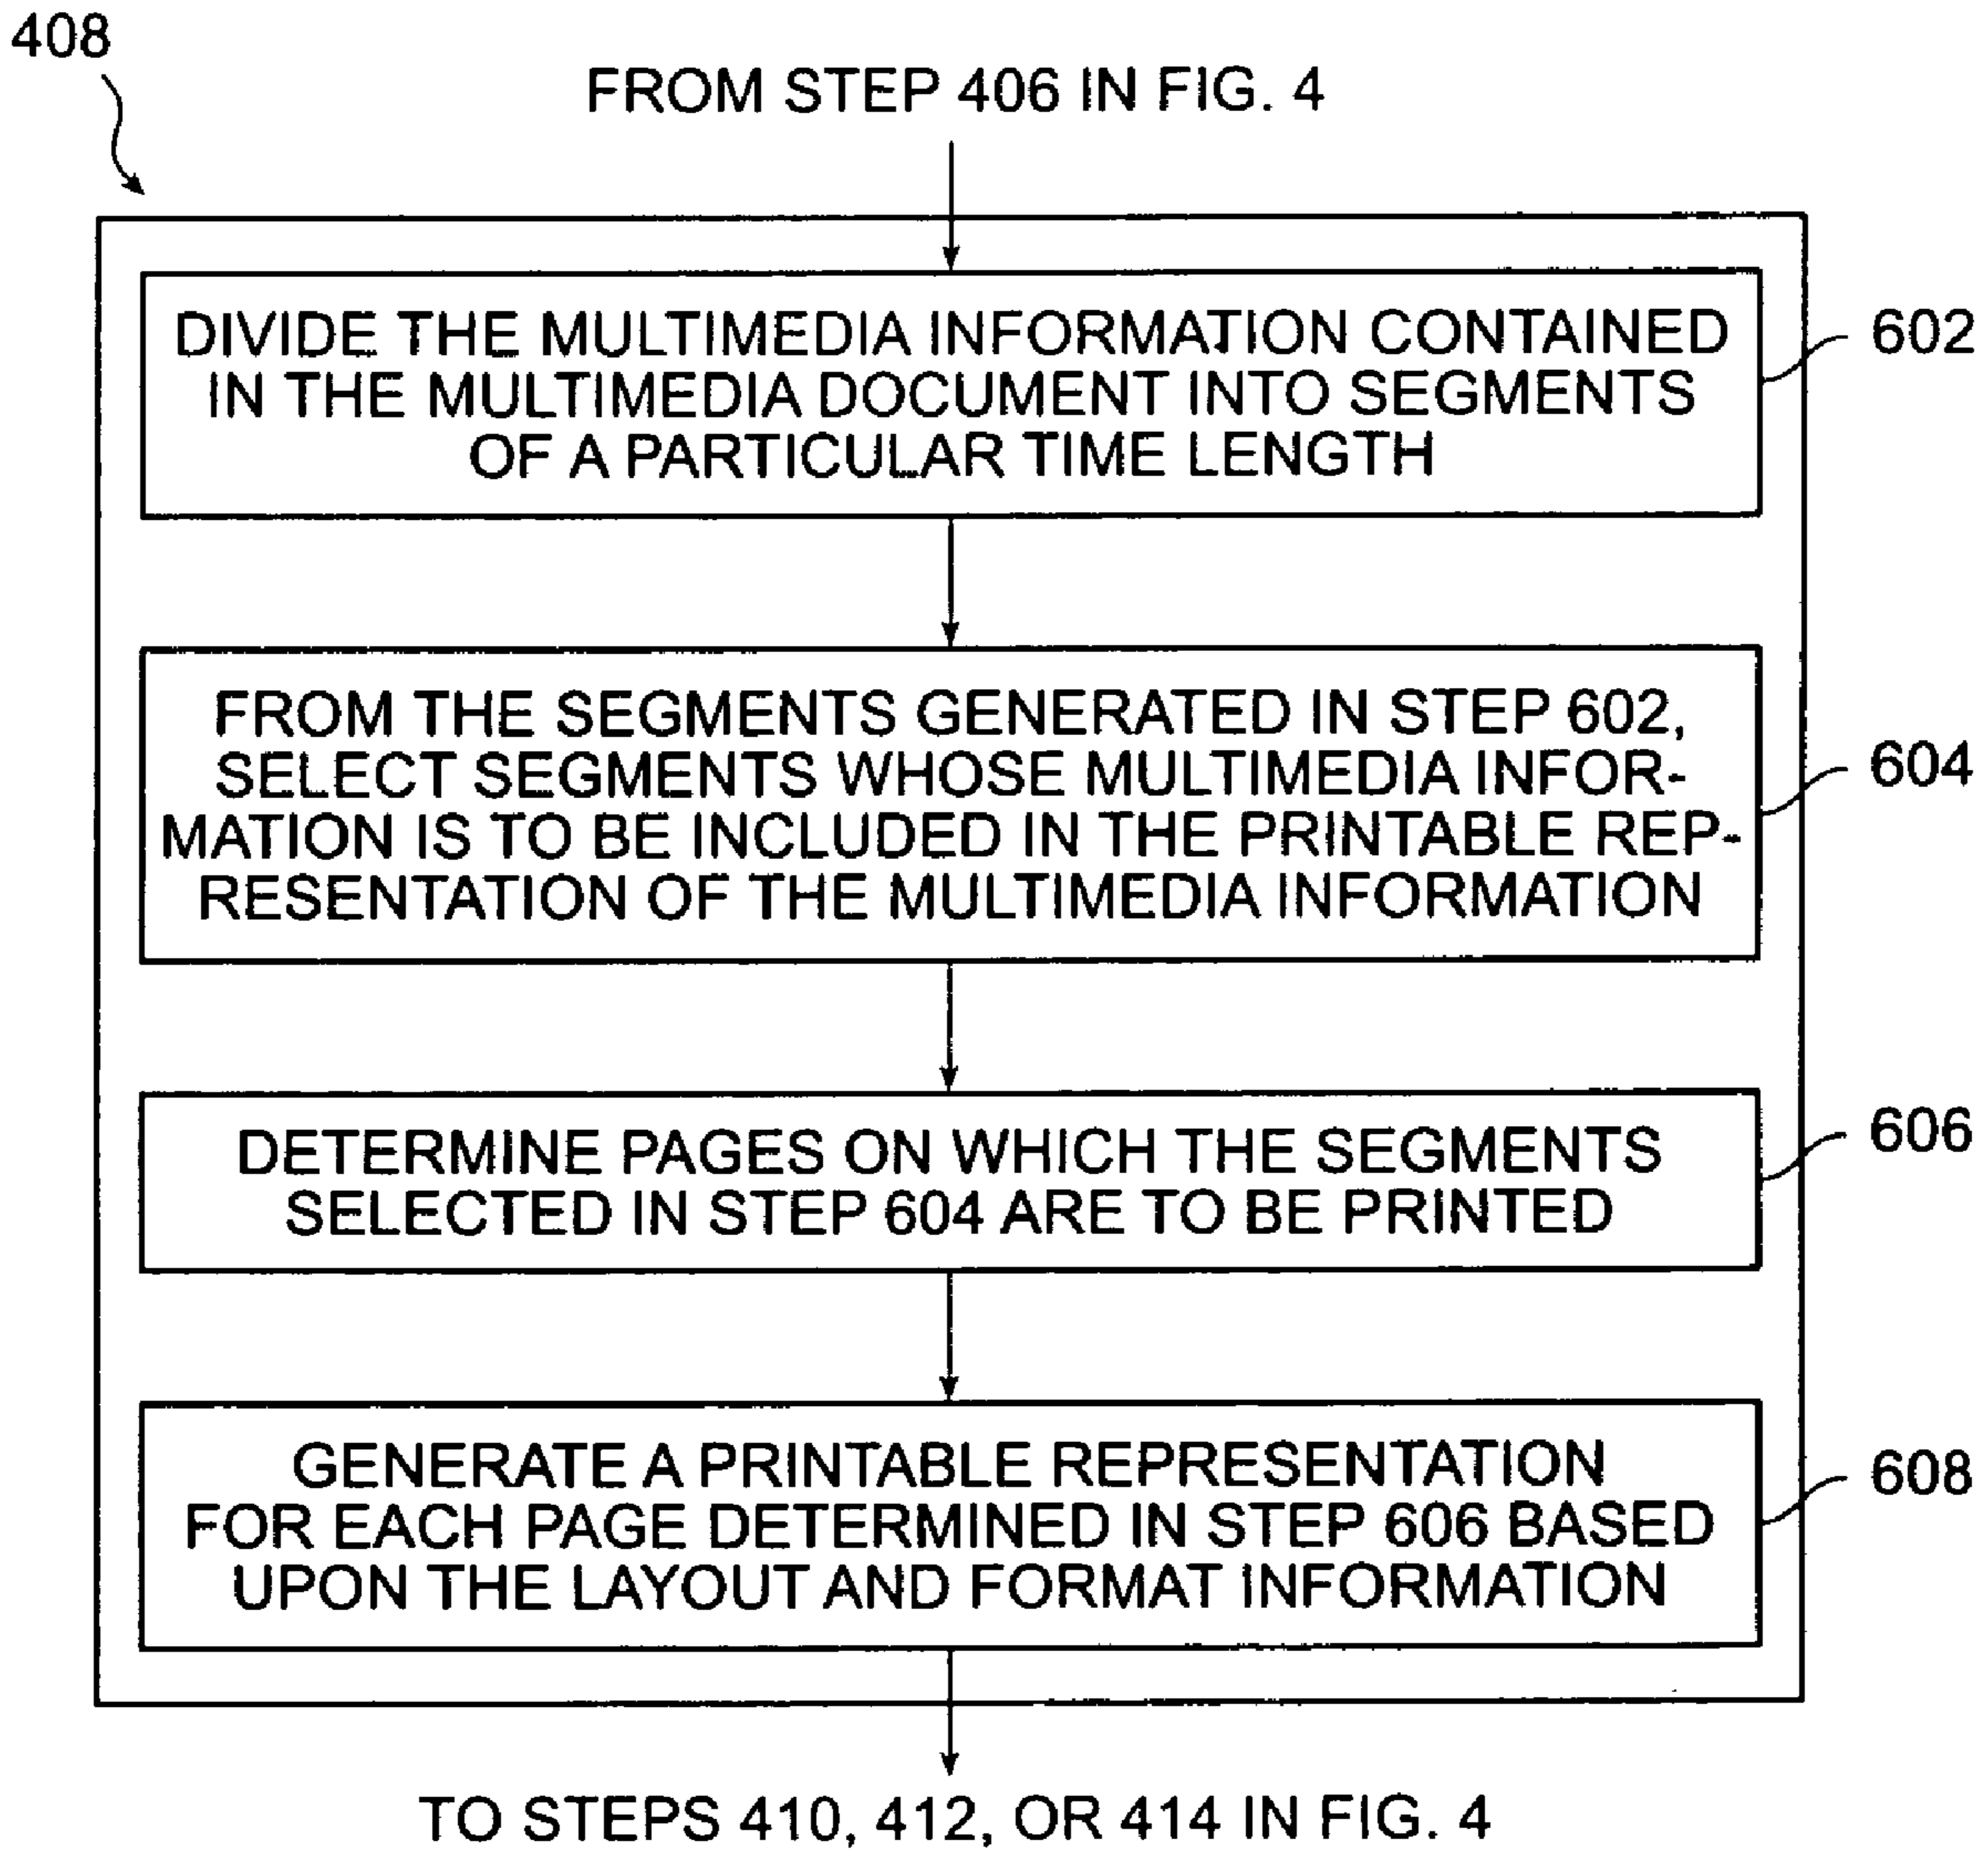 408
FROM STEP 406 IN FIG. 4
DIVIDE THE MULTIMEDIA INFORMATION CONTAINED
IN THE MULTIMEDIA DOCUMENT INTO SEGMENTS
OF A PARTICULAR TIME LENGTH
602
FROM THE SEGMENTS GENERATED IN STEP 602,
SELECT SEGMENTS WHOSE MULTIMEDIA INFOR-
MATION IS TO BE INCLUDED IN THE PRINTABLE REP-
RESENTATION OF THE MULTIMEDIA INFORMATION
604
DETERMINE PAGES ON WHICH THE SEGMENTS
SELECTED IN STEP 604 ARE TO BE PRINTED
606
GENERATE A PRINTABLE REPRESENTATION
FOR EACH PAGE DETERMINED IN STEP 606 BASED
UPON THE LAYOUT AND FORMAT INFORMATION
608
TO STEPS 410, 412, OR 414 IN FIG. 4